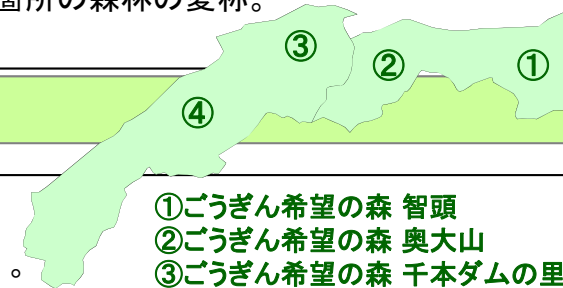 箇所の森林の愛称。
③
②
①
④
①ごうぎん希望の森 智頭
②ごうぎん希望の森 奥大山
。
③ごうぎん希望の森 千本ダムの里